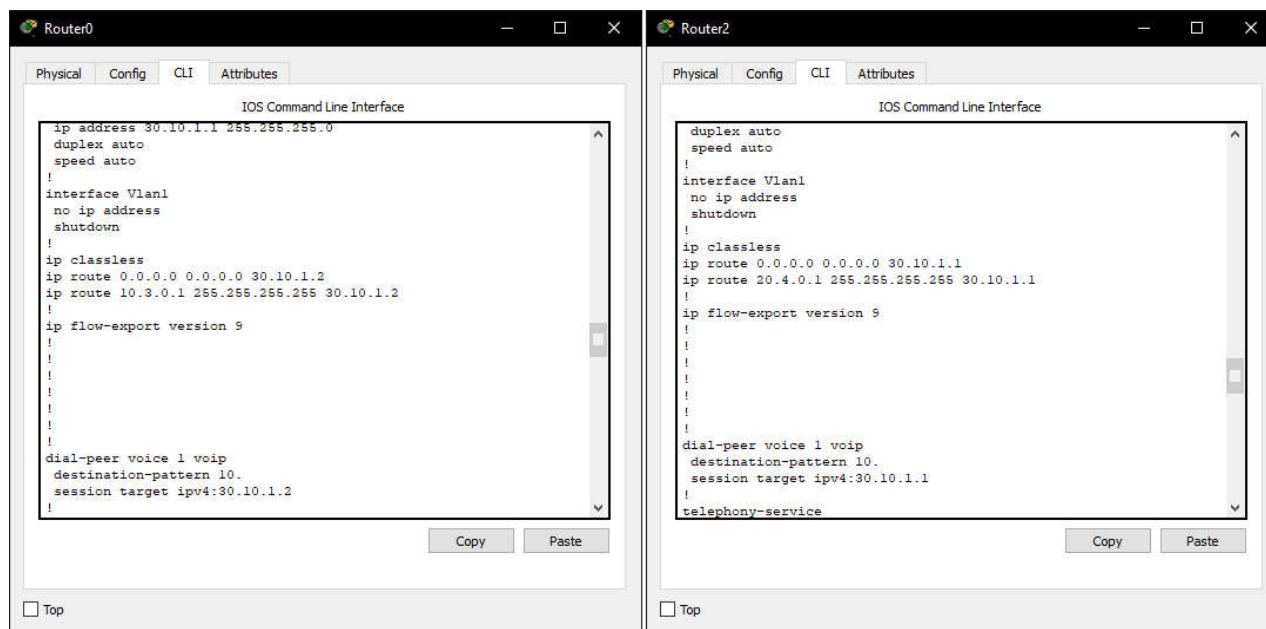 Router0
Physical Config CLI Attributes
IOS Command Line Interface
ip address 30.10.1.1 255.255.255.0
duplex auto
speed auto
!
interface Vlan1
no ip address
shutdown
!
ip classless
ip route 0.0.0.0 0.0.0.0 30.10.1.2
ip route 10.3.0.1 255.255.255.255 30.10.1.2
!
ip flow-export version 9
!
!
!
!
!
!
!
dial-peer voice 1 voip
destination-pattern 10.
session target ipv4:30.10.1.2
!
Copy Paste
Top
Router2
Physical Config CLI Attributes
IOS Command Line Interface
duplex auto
speed auto
!
interface Vlan1
no ip address
shutdown
!
ip classless
ip route 0.0.0.0 0.0.0.0 30.10.1.1
ip route 20.4.0.1 255.255.255.255 30.10.1.1
!
ip flow-export version 9
!
!
!
!
!
!
!
dial-peer voice 1 voip
destination-pattern 10.
session target ipv4:30.10.1.1
!
telephony-service
Copy Paste
Top